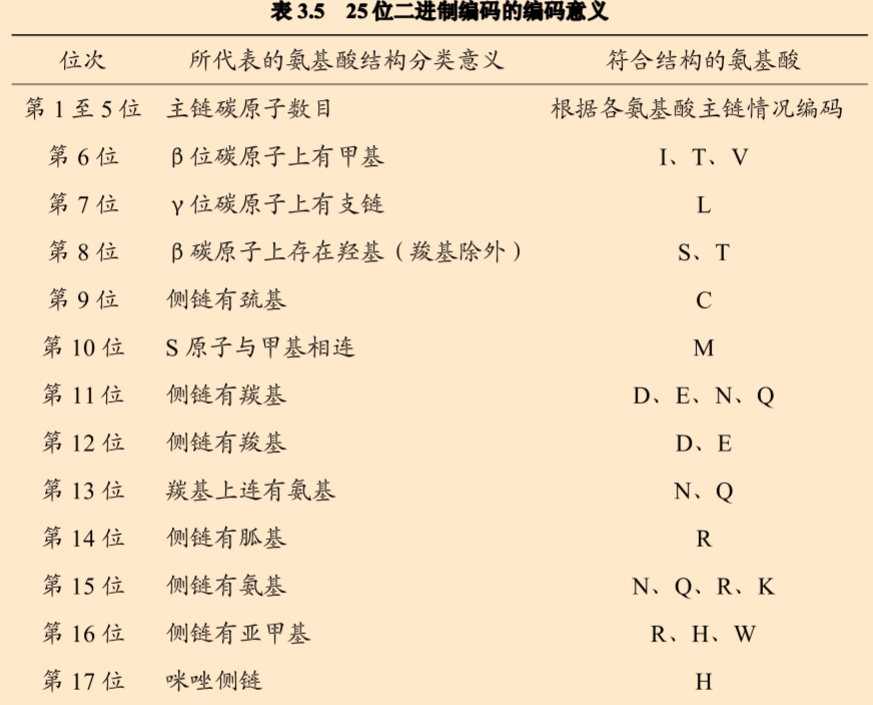 表 3.5 25位二进制编码的编码意义
位次 所代表的氨基酸结构分类意义 符合结构的氨基酸
第 1 至 5 位 主链碳原子数目 根据各氨基酸主链情况编码
第 6 位 β 位碳原子上有甲基 I、T、V
第 7 位 γ 位碳原子上有支链 L
第 8 位 β 碳原子上存在羟基（羧基除外） S、T
第 9 位 侧链有巯基 C
第 10 位 S 原子与甲基相连 M
第 11 位 侧链有羰基 D、E、N、Q
第 12 位 侧链有羧基 D、E
第 13 位 羰基上连有氨基 N、Q
第 14 位 侧链有胍基 R
第 15 位 侧链有氨基 N、Q、R、K
第 16 位 侧链有亚甲基 R、H、W
第 17 位 咪唑侧链 H